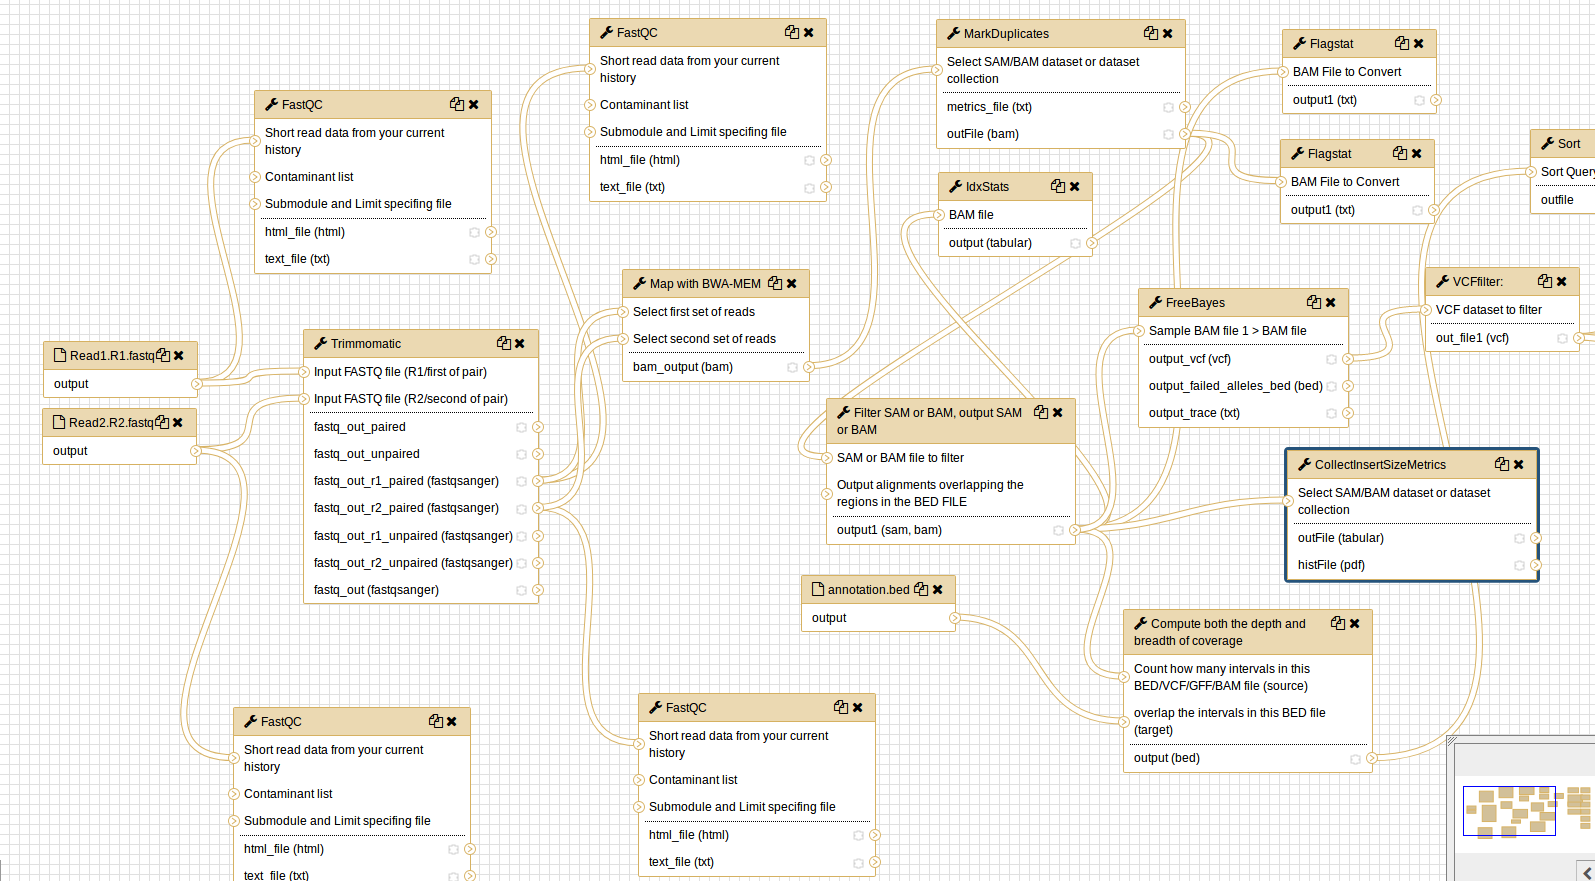 FastQC
Short read data from your current
history
Contaminant list
Submodule and Limit specifing file
html_file (html)
text_file (txt)
FastQC
Short read data from your current
history
Contaminant list
Submodule and Limit specifing file
html_file (html)
text_file (txt)
MarkDuplicates
Select SAM/BAM dataset or dataset
collection
metrics_file (txt)
outFile (bam)
Flagstat
BAM File to Convert
output1 (txt)
Flagstat
BAM File to Convert
output1 (txt)
Sort
Sort Query
outfile
IdxStats
BAM file
output (tabular)
Map with BWA-MEM
Select first set of reads
Select second set of reads
bam_output (bam)
FreeBayes
Sample BAM file 1 > BAM file
output_vcf (vcf)
output_failed_alleles_bed (bed)
output_trace (txt)
VCFfilter:
VCF dataset to filter
out_file1 (vcf)
Read1.R1.fastq
output
Read2.R2.fastq
output
Trimmomatic
Input FASTQ file (R1/first of pair)
Input FASTQ file (R2/second of pair)
fastq_out_paired
fastq_out_unpaired
fastq_out_r1_paired (fastqsanger)
fastq_out_r2_paired (fastqsanger)
fastq_out_r1_unpaired (fastqsanger)
fastq_out_r2_unpaired (fastqsanger)
fastq_out (fastqsanger)
Filter SAM or BAM, output SAM
or BAM
SAM or BAM file to filter
Output alignments overlapping the
regions in the BED FILE
output1 (sam, bam)
CollectInsertSizeMetrics
Select SAM/BAM dataset or dataset
collection
outFile (tabular)
histFile (pdf)
annotation.bed
output
Compute both the depth and
breadth of coverage
Count how many intervals in this
BED/VCF/GFF/BAM file (source)
overlap the intervals in this BED file
(target)
output (bed)
FastQC
Short read data from your current
history
Contaminant list
Submodule and Limit specifing file
html_file (html)
text_file (txt)
FastQC
Short read data from your current
history
Contaminant list
Submodule and Limit specifing file
html_file (html)
text_file (txt)